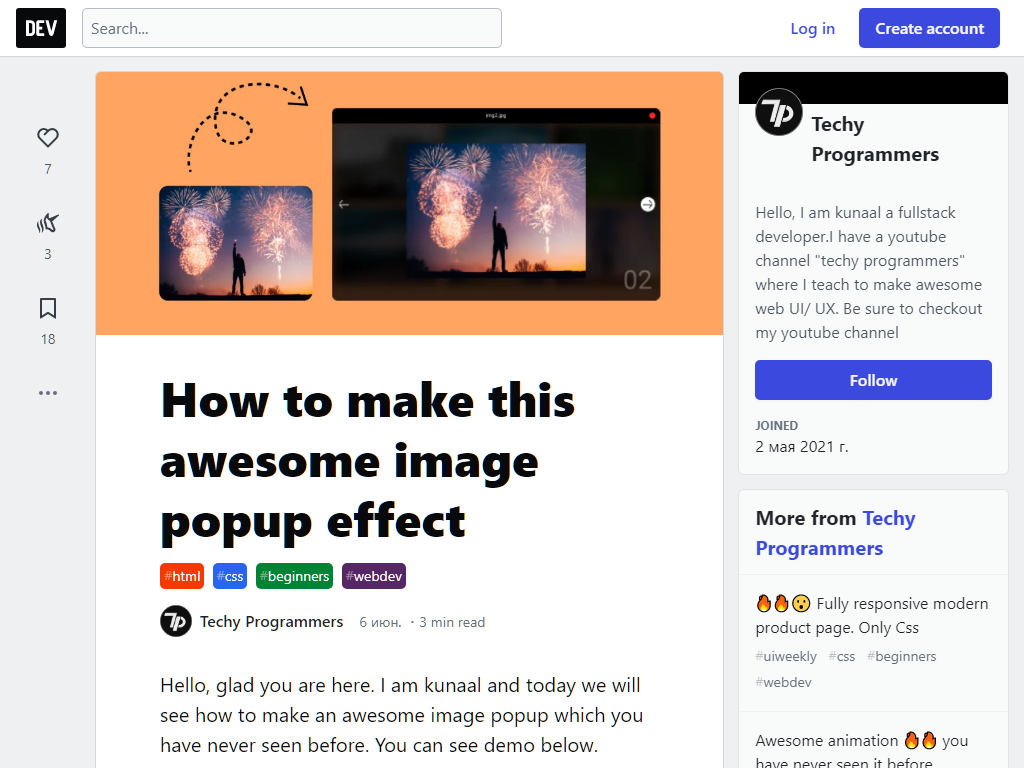 DEV
Search...
Log in
Create account
7
3
18
img2.jpg
02
How to make this
awesome image
popup effect
#html #css #beginners #webdev
7p Techy Programmers 6 июн. · 3 min read
Hello, glad you are here. I am kunaal and today we will
see how to make an awesome image popup which you
have never seen before. You can see demo below.
7p
Techy
Programmers
Hello, I am kunaal a fullstack
developer.I have a youtube
channel "techy programmers"
where I teach to make awesome
web UI/ UX. Be sure to checkout
my youtube channel
Follow
JOINED
2 мая 2021 г.
More from Techy
Programmers
🔥🔥😮 Fully responsive modern
product page. Only Css
#uiweekly #css #beginners
#webdev
Awesome animation 🔥🔥 you
have never seen it before